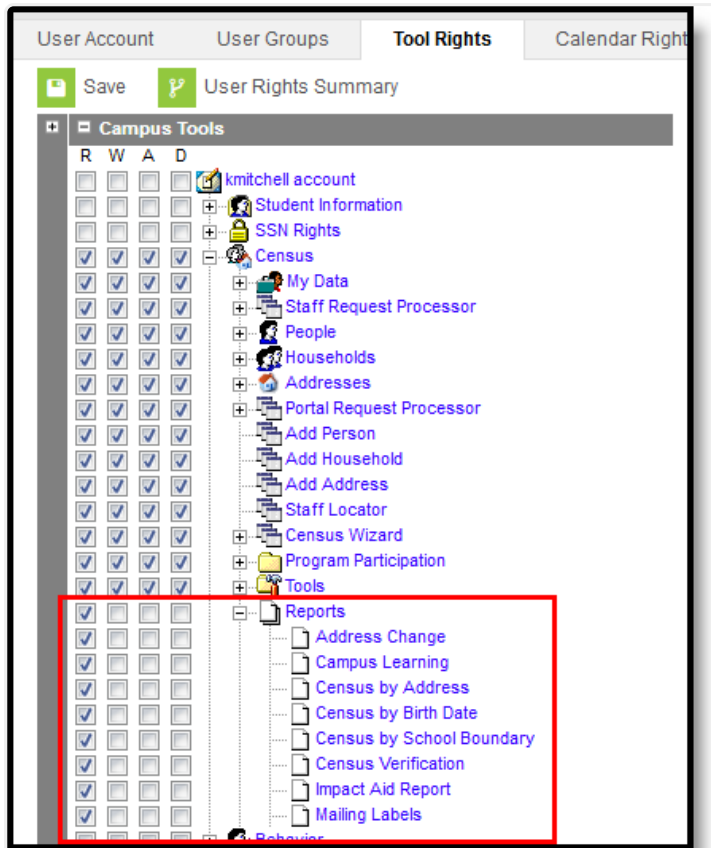 User Account User Groups Tool Rights Calendar Right
Save User Rights Summary
Campus Tools
R W A D
kmitchell account
Student Information
SSN Rights
Census
My Data
Staff Request Processor
People
Households
Addresses
Portal Request Processor
Add Person
Add Household
Add Address
Staff Locator
Census Wizard
Program Participation
Tools
Reports
Address Change
Campus Learning
Census by Address
Census by Birth Date
Census by School Boundary
Census Verification
Impact Aid Report
Mailing Labels
Behavior